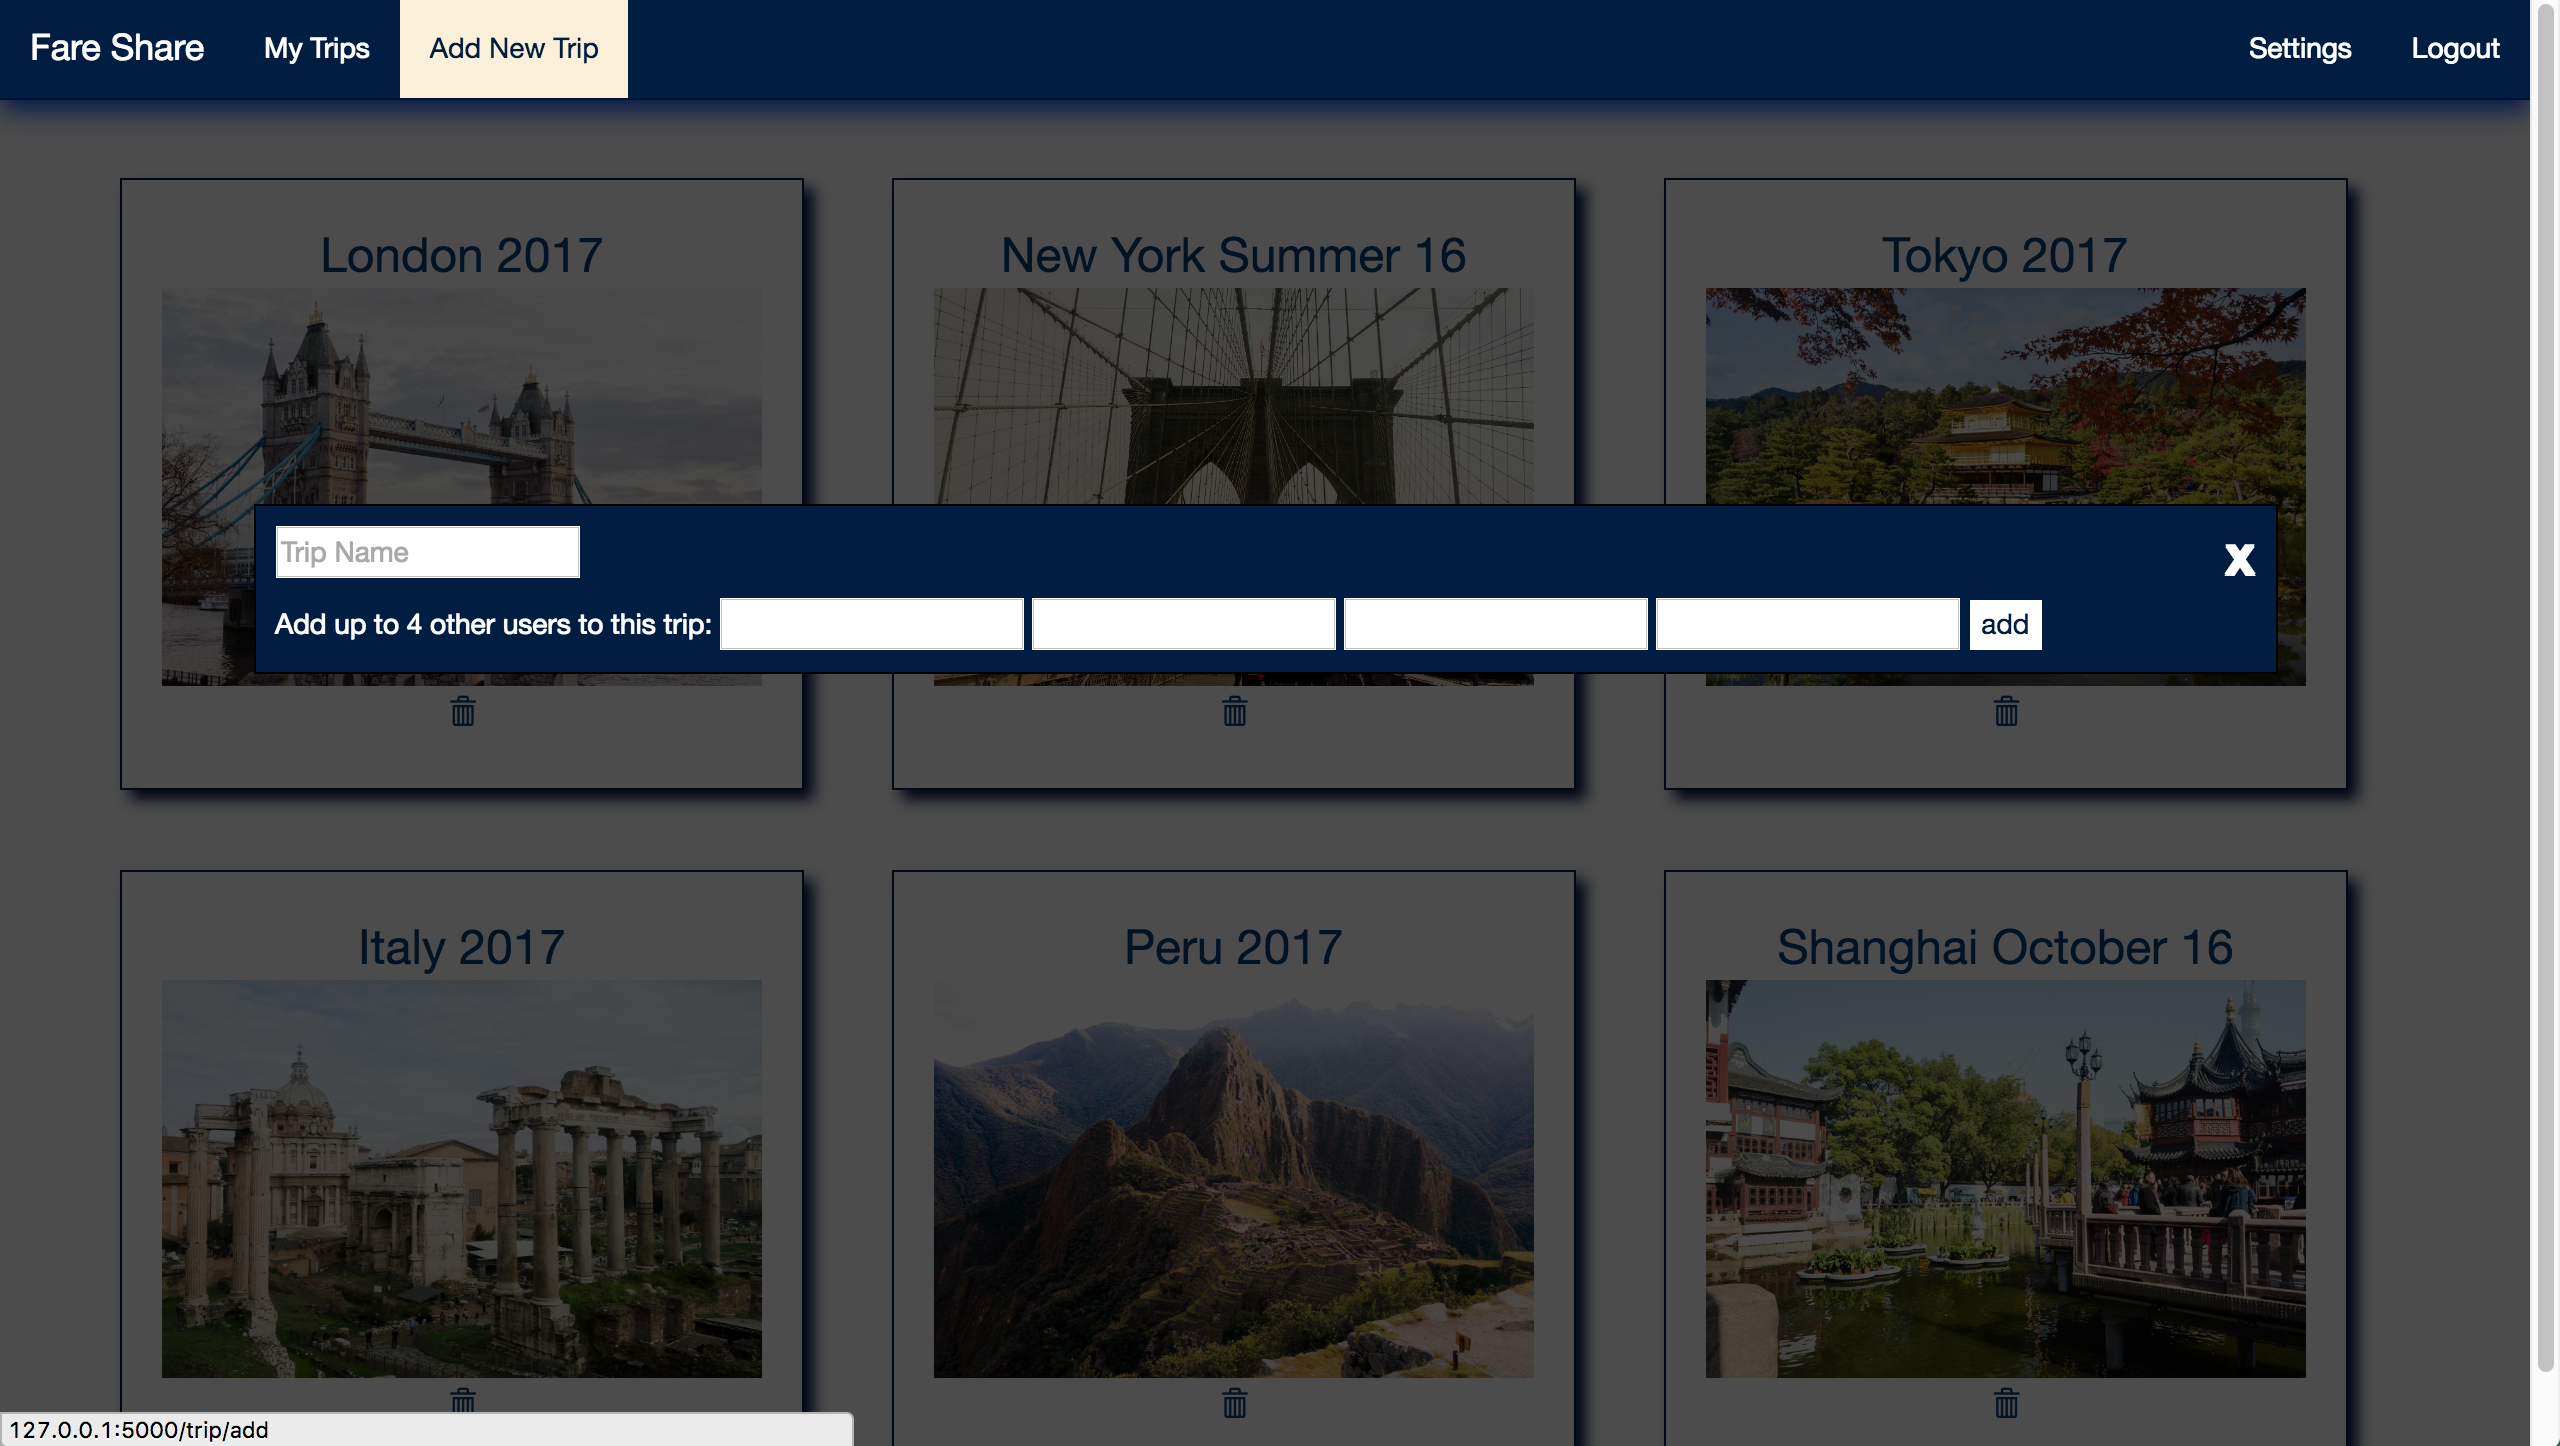 Fare Share My Trips Add New Trip Settings Logout
London 2017 New York Summer 16 Tokyo 2017
Trip Name X
Add up to 4 other users to this trip: add
Italy 2017 Peru 2017 Shanghai October 16
127.0.0.1:5000/trip/add